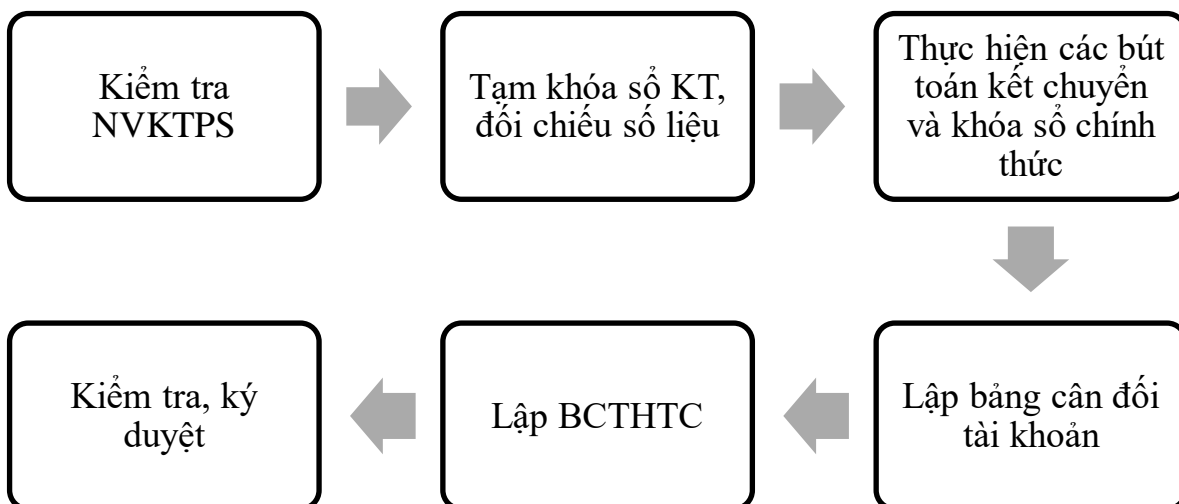 Kiểm tra
NVKTPS
Tạm khóa sổ KT,
đối chiếu số liệu
Thực hiện các bút
toán kết chuyển
và khóa sổ chính
thức
Lập bảng cân đối
tài khoản
Lập BCTHTC
Kiểm tra, ký
duyệt